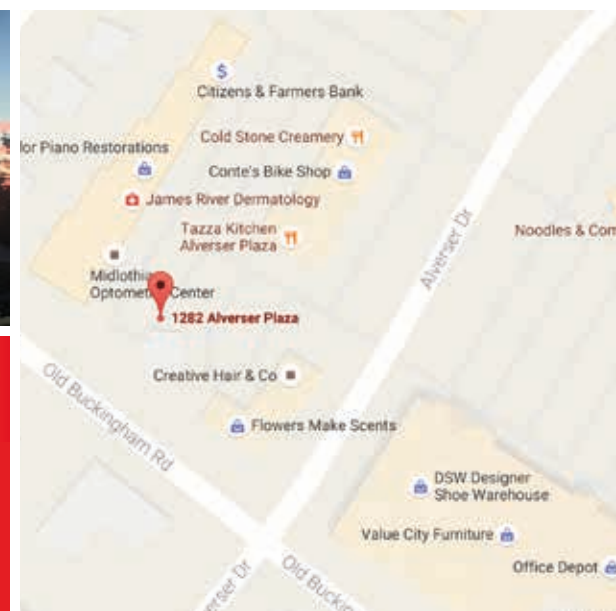 $
Citizens & Farmers Bank
Cold Stone Creamery
lor Piano Restorations
Conte's Bike Shop
James River Dermatology
Tazza Kitchen
Alverser Plaza
Alverser Dr
Noodles & Com
Midlothia
Optomet Center
1282 Alverser Plaza
Creative Hair & Co
Old Buckingham Rd
Flowers Make Scents
DSW Designer
Shoe Warehouse
Value City Furniture
Office Depot
erser Dr
Old Bucking